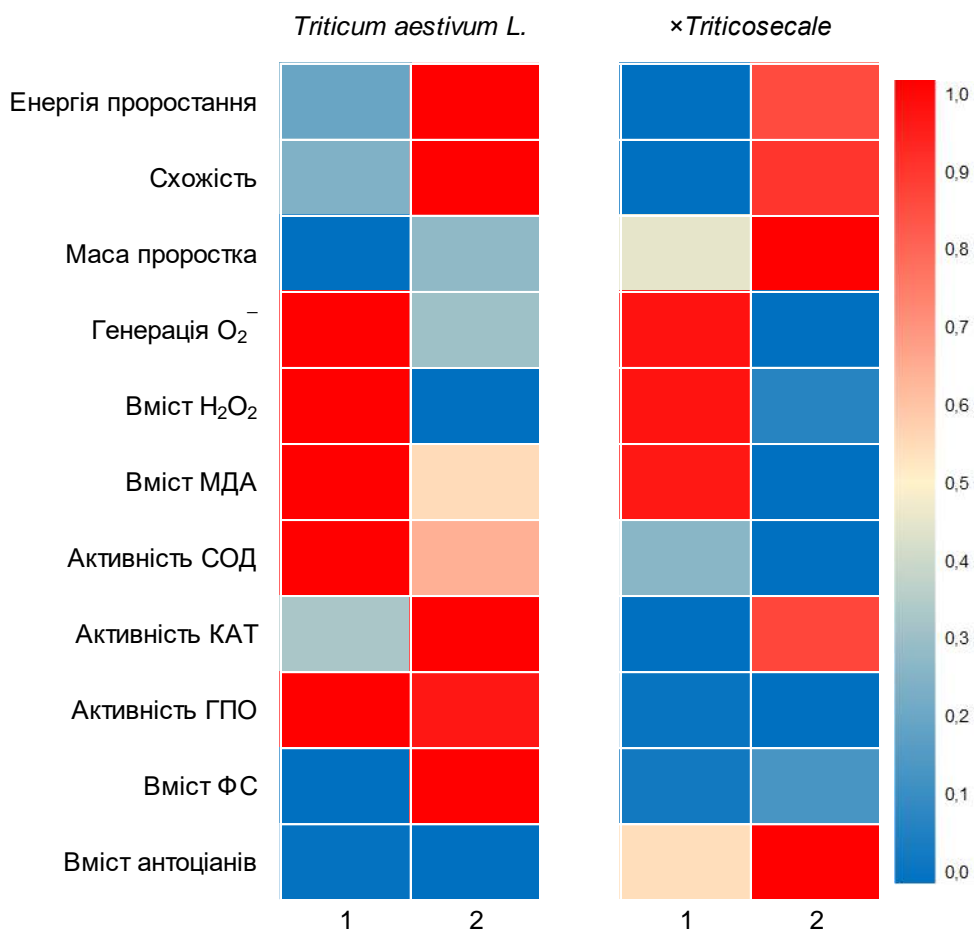 Triticum aestivum L. ×Triticosecale
Енергія проростання
Схожість
Маса проростка
Генерація O₂⁻
Вміст H₂O₂
Вміст МДА
Активність СОД
Активність КАТ
Активність ГПО
Вміст ФС
Вміст антоціанів
1 2 1 2
1,0
0,9
0,8
0,7
0,6
0,5
0,4
0,3
0,2
0,1
0,0